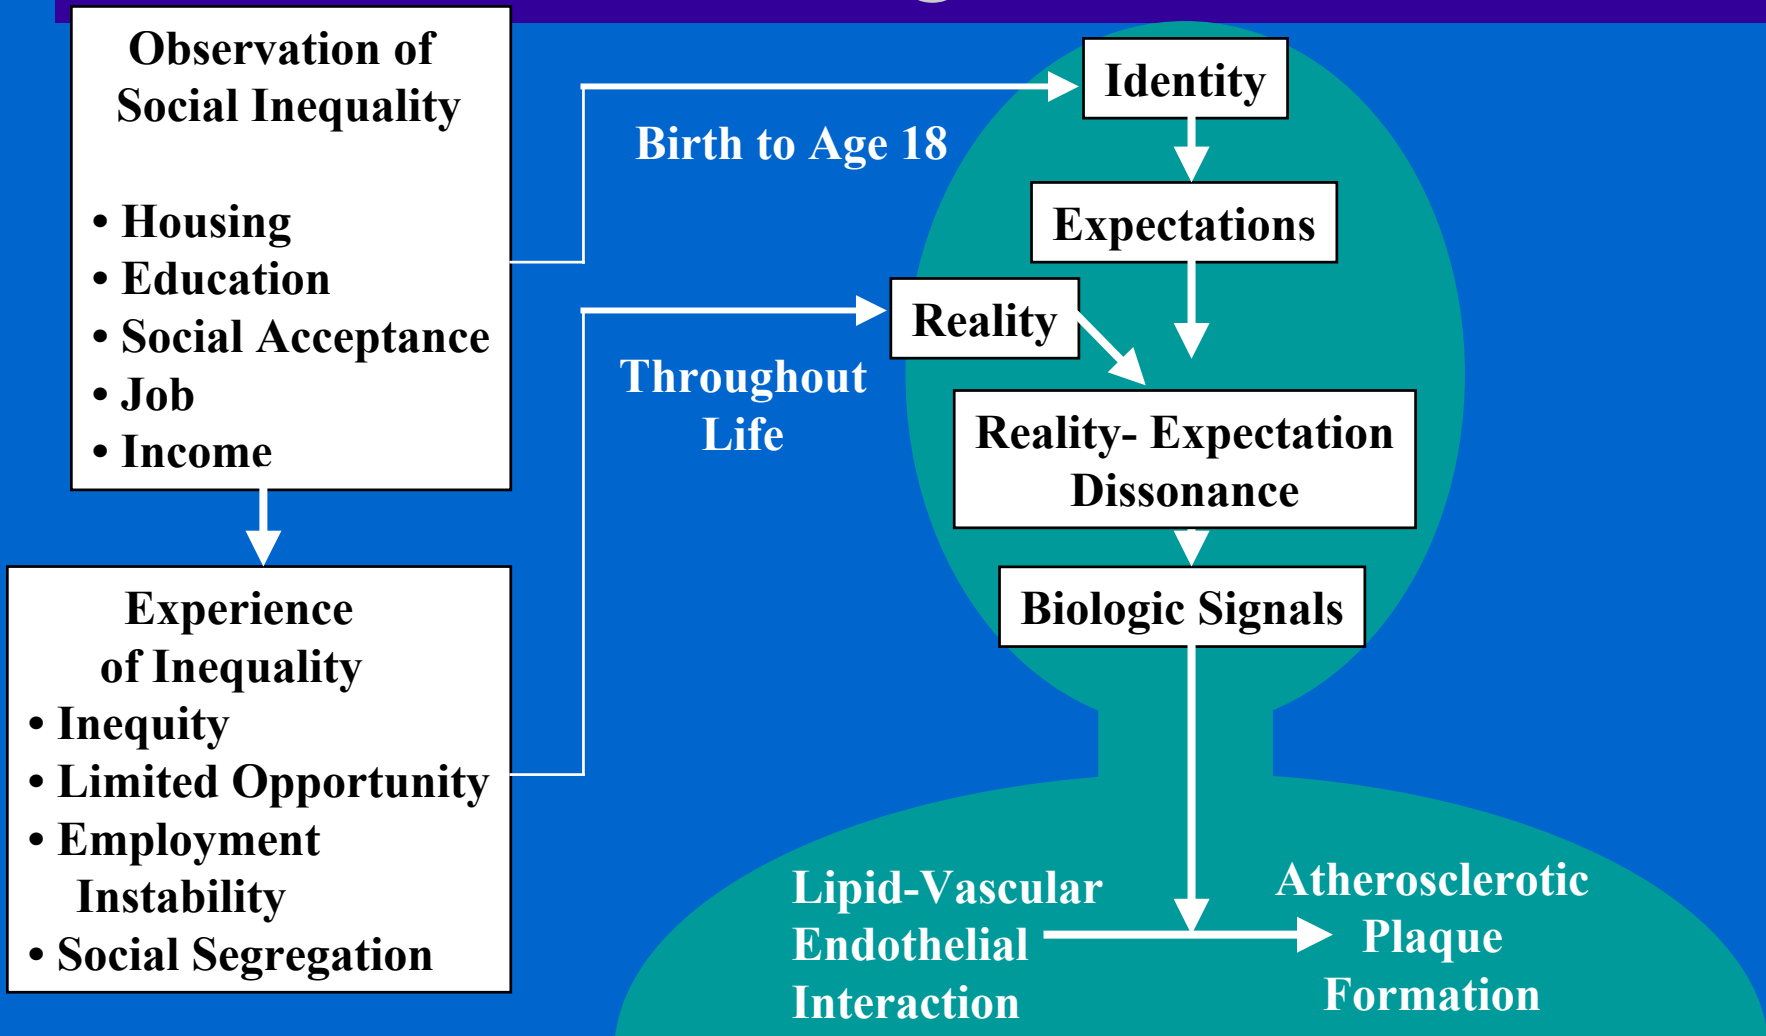 Observation of
Social Inequality
• Housing
• Education
• Social Acceptance
• Job
• Income
Experience
of Inequality
• Inequity
• Limited Opportunity
• Employment
Instability
• Social Segregation
Birth to Age 18
Throughout
Life
Identity
Expectations
Reality
Reality- Expectation
Dissonance
Biologic Signals
Lipid-Vascular
Endothelial
Interaction
Atherosclerotic
Plaque
Formation